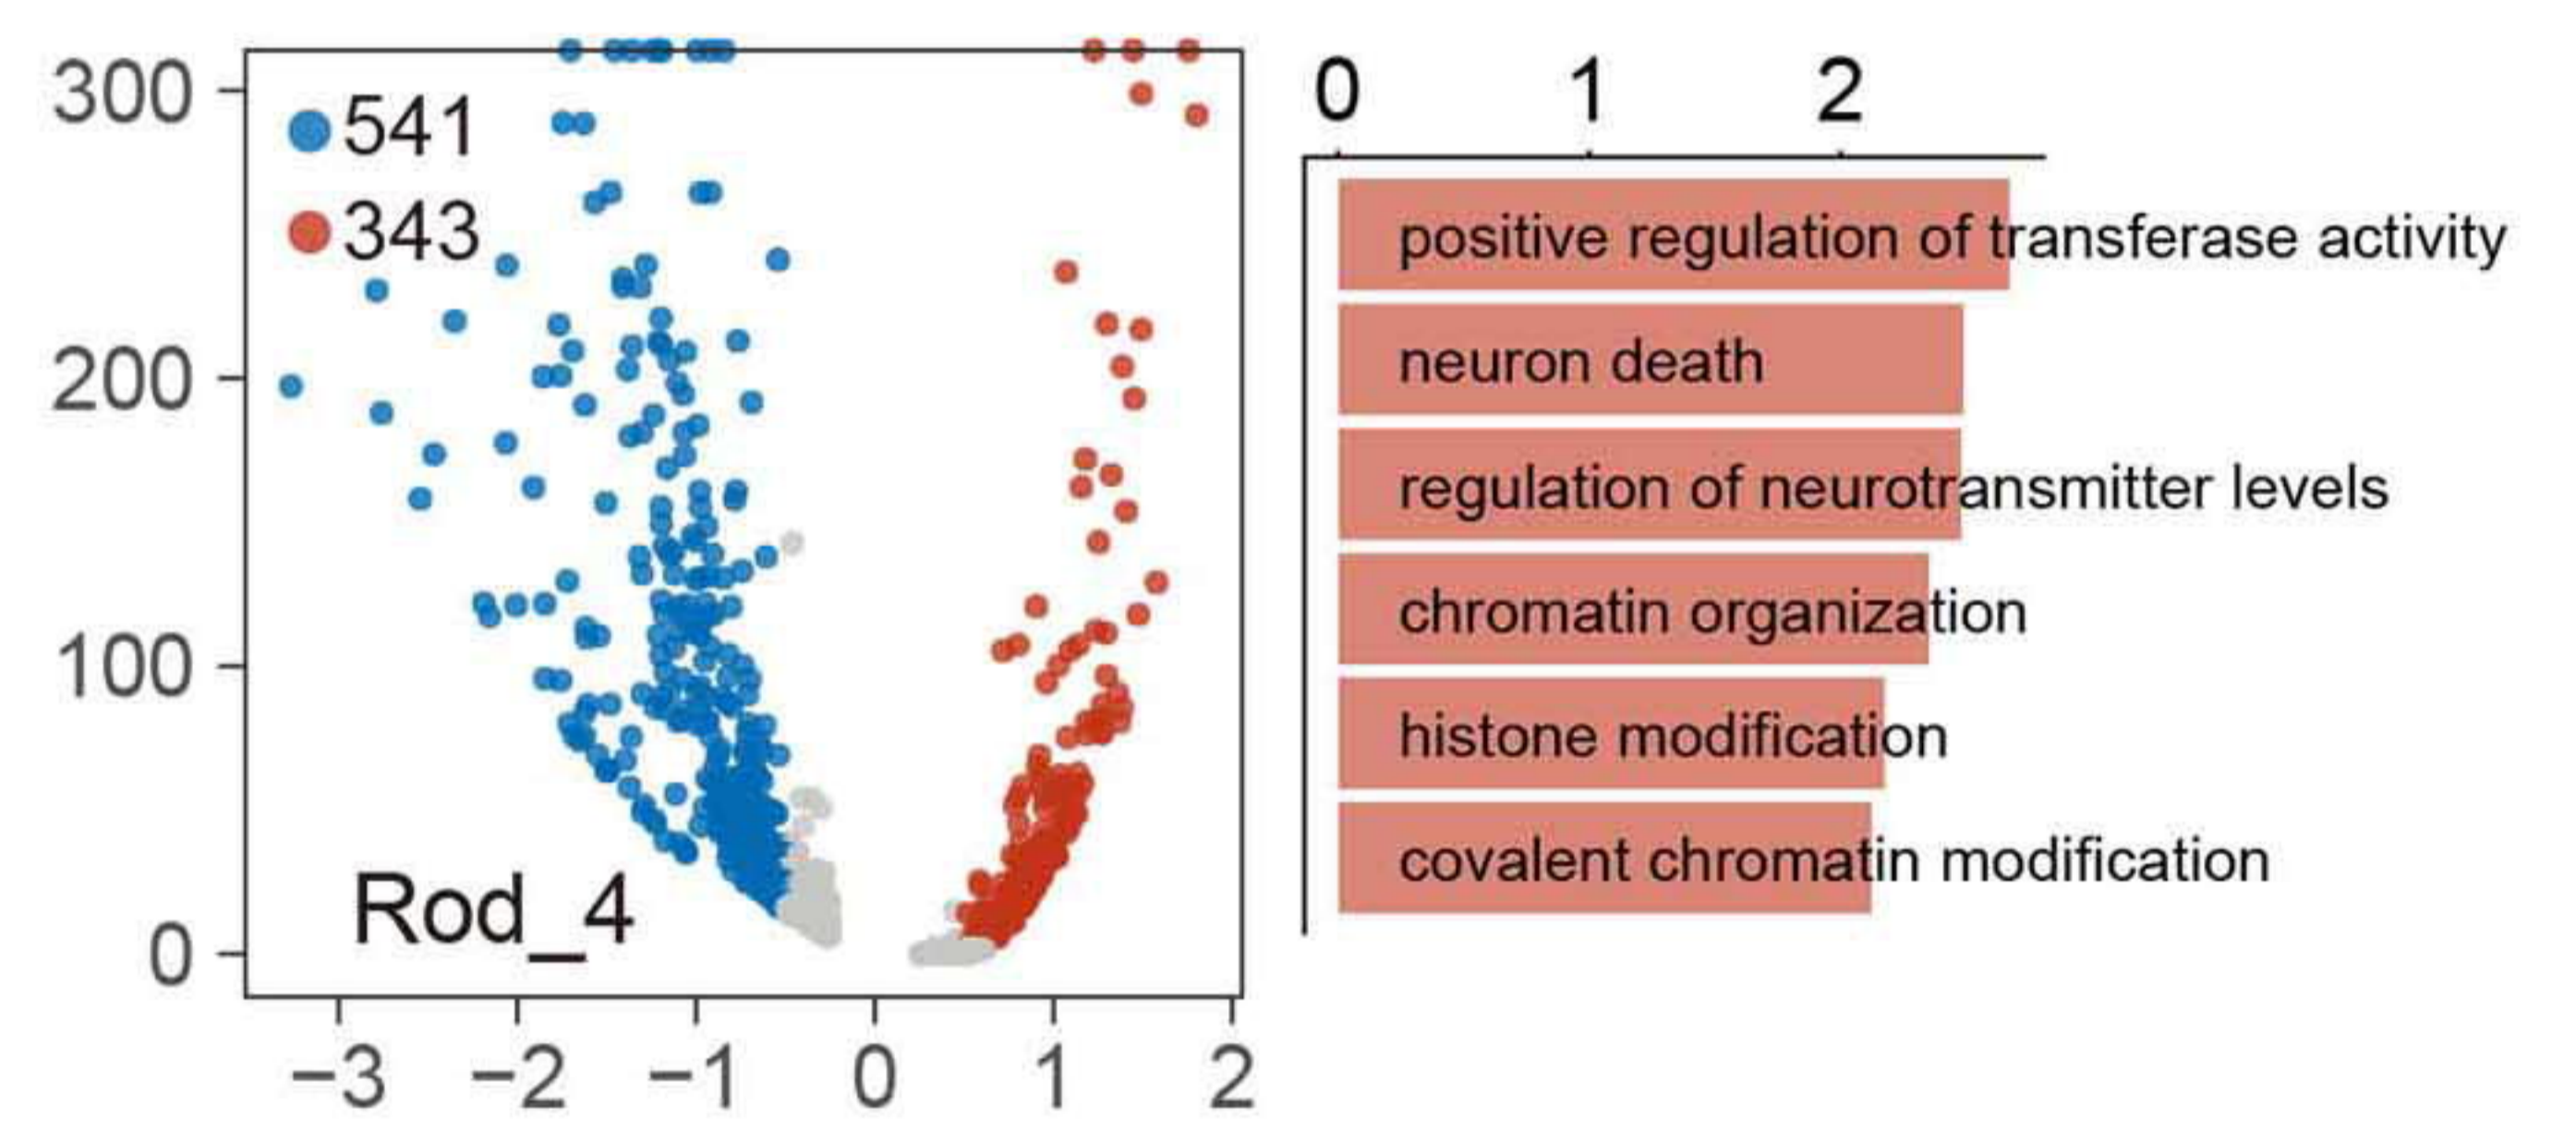 300
200
100
0
541
343
Rod_4
−3 −2 −1 0 1 2
0 1 2
positive regulation of transferase activity
neuron death
regulation of neurotransmitter levels
chromatin organization
histone modification
covalent chromatin modification